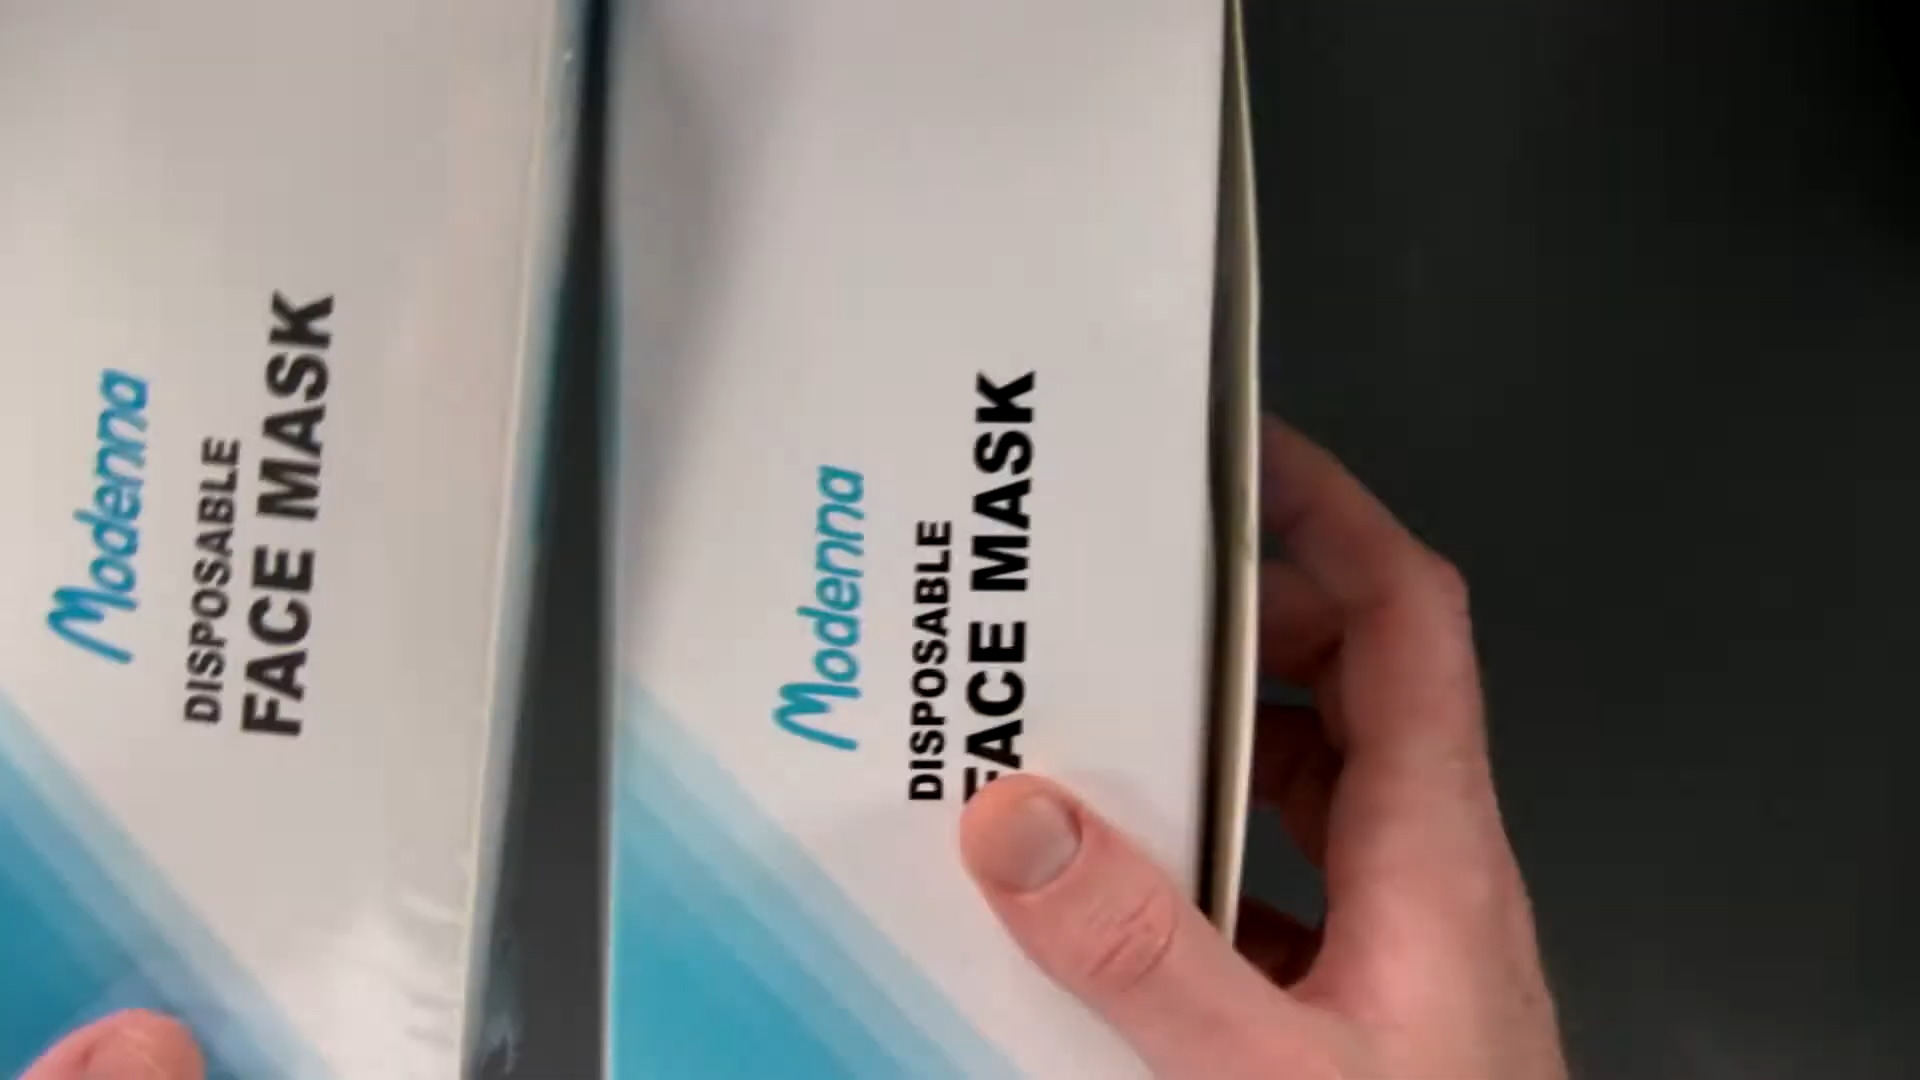 Modenna
DISPOSABLE
FACE MASK
Modenna
DISPOSABLE
FACE MASK